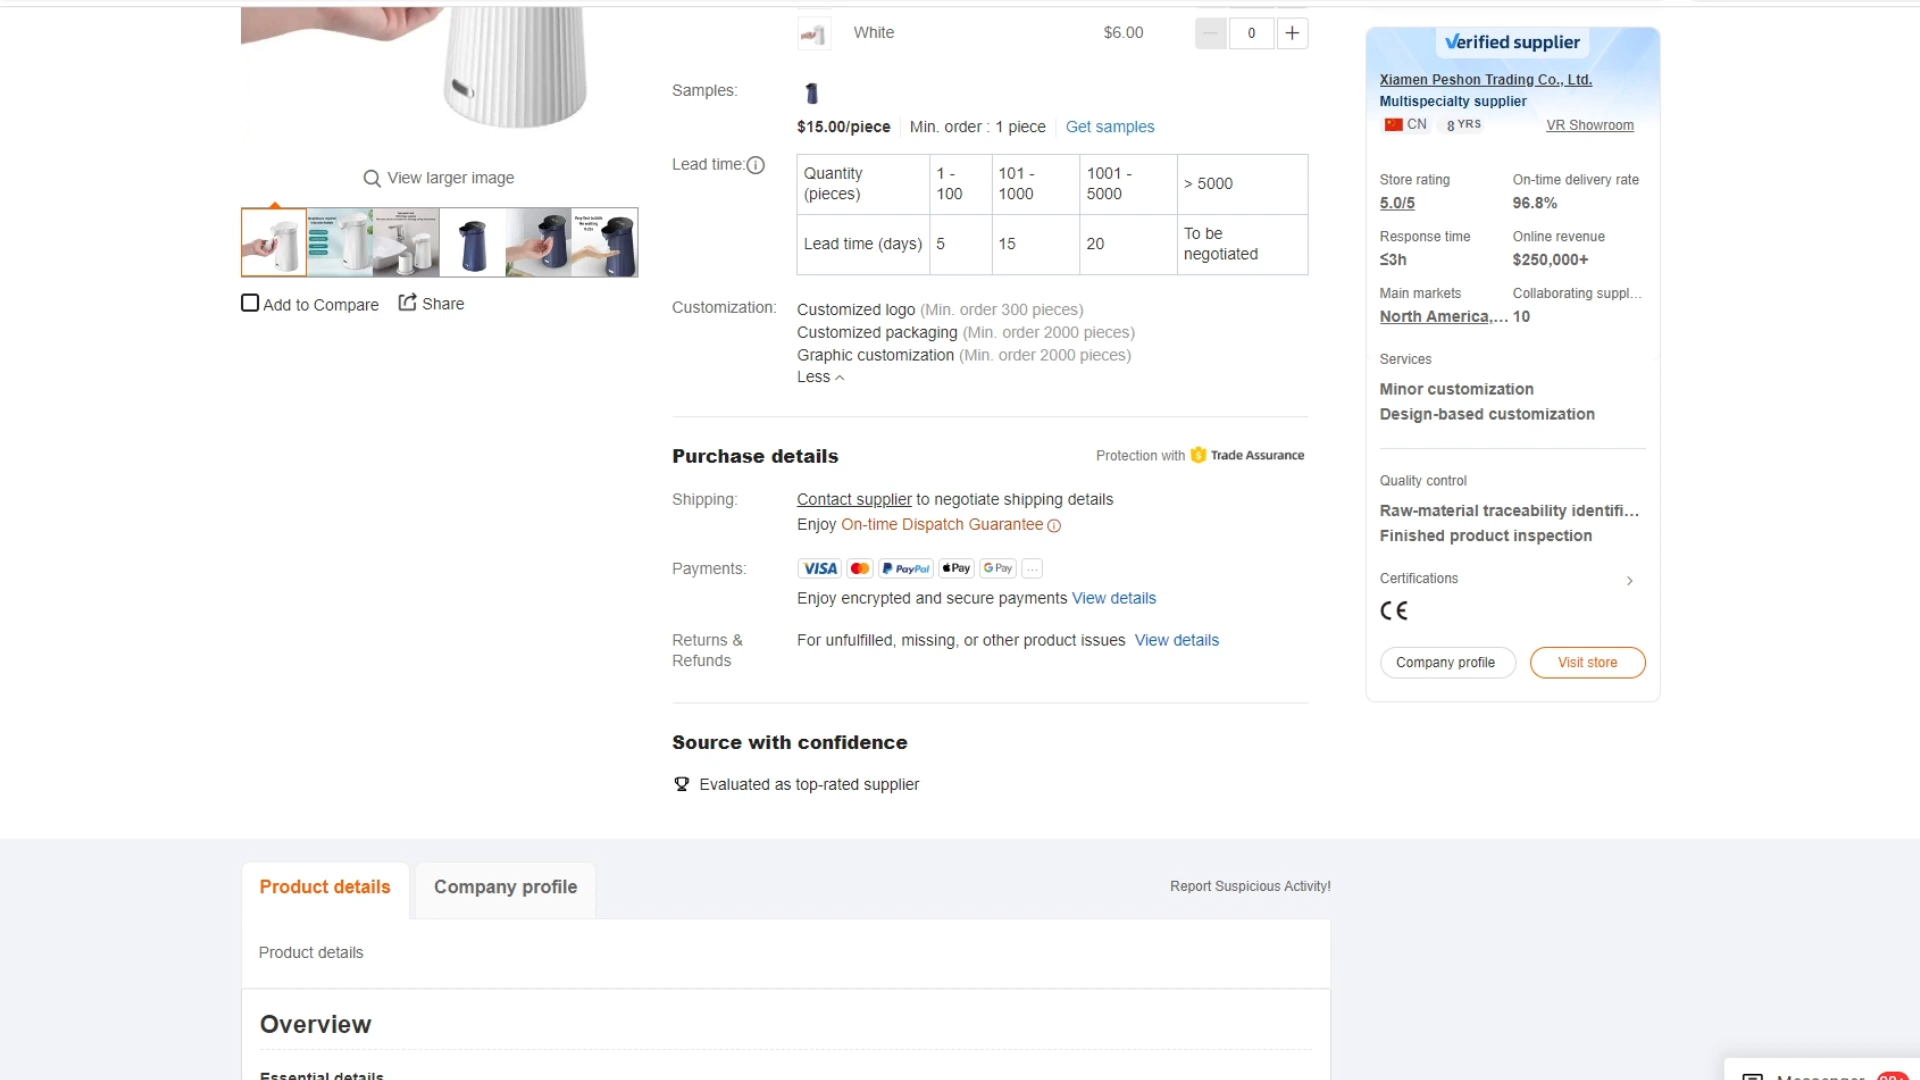 White $6.00 0
Samples:
$15.00/piece Min. order : 1 piece Get samples
Lead time:
Quantity (pieces) 1 - 100 101 - 1000 1001 - 5000 > 5000
Lead time (days) 5 15 20 To be negotiated
View larger image
Add to Compare Share
Customization:
Customized logo (Min. order 300 pieces)
Customized packaging (Min. order 2000 pieces)
Graphic customization (Min. order 2000 pieces)
Less
Purchase details
Protection with Trade Assurance
Shipping: Contact supplier to negotiate shipping details
Enjoy On-time Dispatch Guarantee
Payments: VISA PayPal Pay G Pay ...
Enjoy encrypted and secure payments View details
Returns & Refunds
For unfulfilled, missing, or other product issues View details
Source with confidence
Evaluated as top-rated supplier
Verified supplier
Xiamen Peshon Trading Co., Ltd.
Multispecialty supplier
CN 8 YRS VR Showroom
Store rating On-time delivery rate
5.0/5 96.8%
Response time Online revenue
≤3h $250,000+
Main markets Collaborating suppl...
North America,... 10
Services
Minor customization
Design-based customization
Quality control
Raw-material traceability identifi...
Finished product inspection
Certifications
CE
Company profile Visit store
Product details Company profile Report Suspicious Activity!
Product details
Overview
Essential details
Messenger